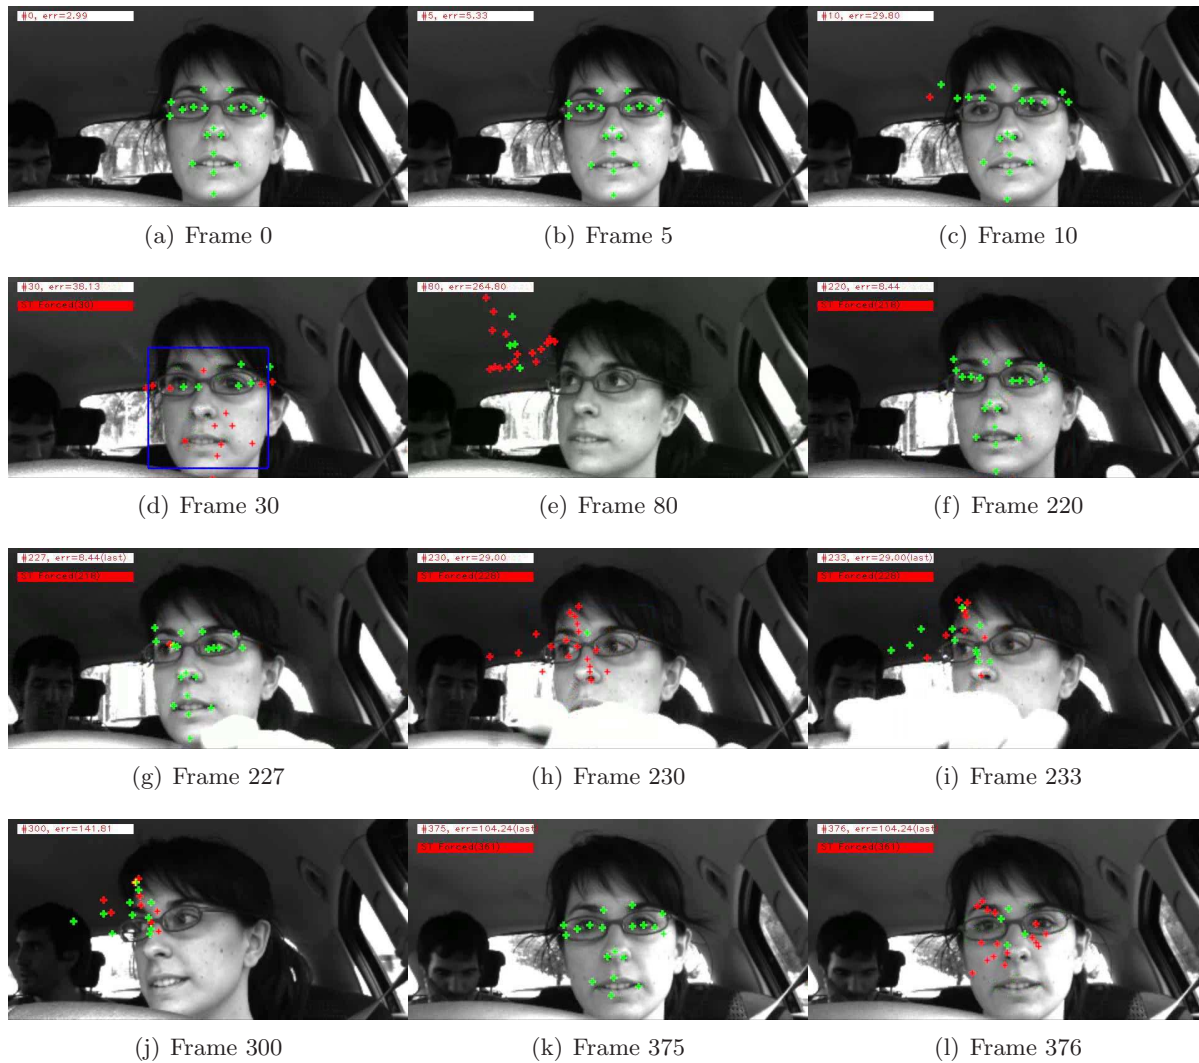 #0, err=2.99
#5, err=5.33
#10, err=29.80
(a) Frame 0
(b) Frame 5
(c) Frame 10
#30, err=38.13
ST Forced(30)
#80, err=264.80
#220, err=8.44
ST Forced(218)
(d) Frame 30
(e) Frame 80
(f) Frame 220
#227, err=8.44(last)
ST Forced(218)
#230, err=29.00
ST Forced(228)
#233, err=29.00(last)
ST Forced(228)
(g) Frame 227
(h) Frame 230
(i) Frame 233
#300, err=141.81
#375, err=104.24(last
ST Forced(361)
#376, err=104.24(last
ST Forced(361)
(j) Frame 300
(k) Frame 375
(l) Frame 376